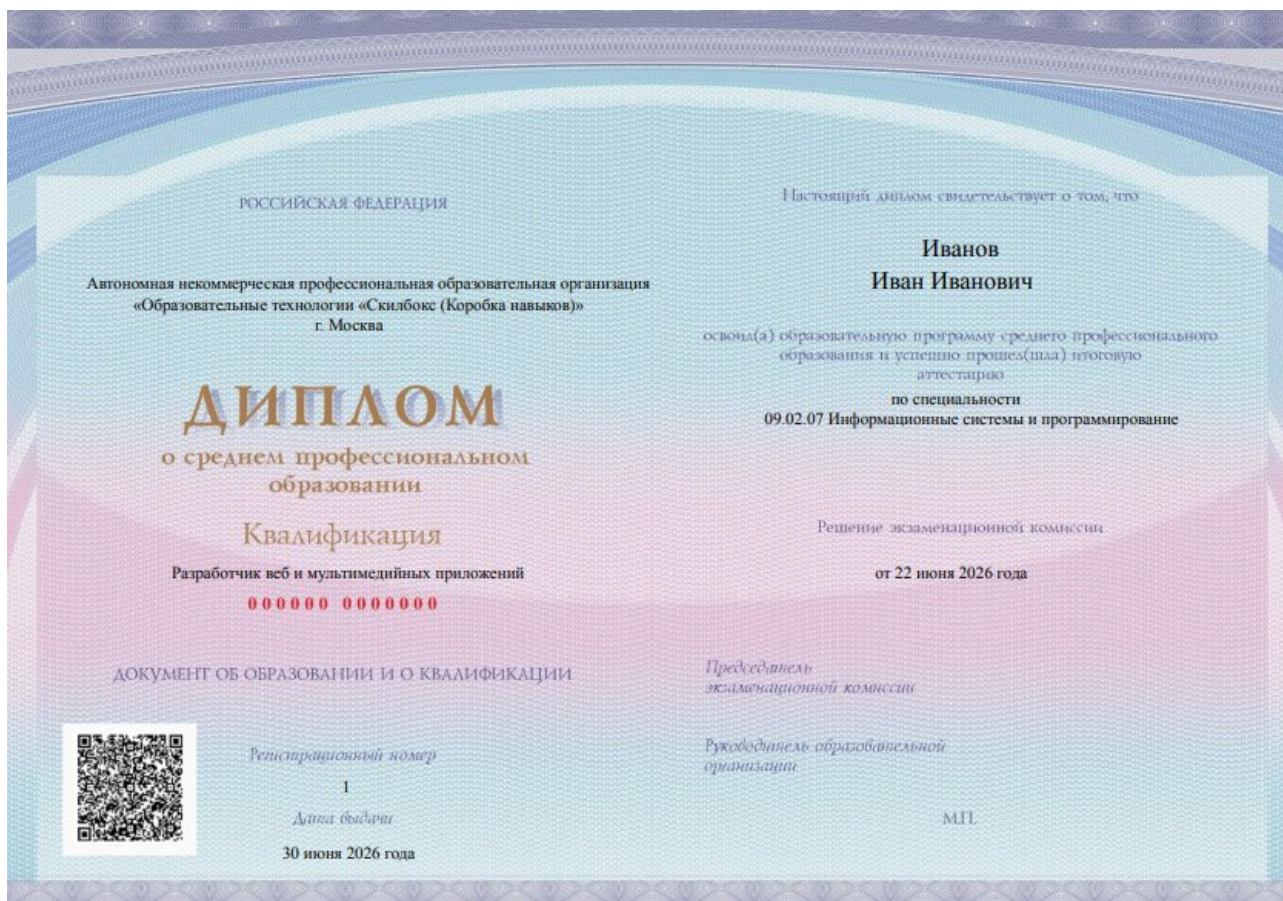 РОССИЙСКАЯ ФЕДЕРАЦИЯ
Автономная некоммерческая профессиональная образовательная организация
«Образовательные технологии «Скилбокс (Коробка навыков)»
г. Москва
ДИПЛОМ
о среднем профессиональном
образовании
Квалификация
Разработчик веб и мультимедийных приложений
000000 0000000
ДОКУМЕНТ ОБ ОБРАЗОВАНИИ И О КВАЛИФИКАЦИИ
Регистрационный номер
1
Дата выдачи
30 июня 2026 года
Настоящий диплом свидетельствует о том, что
Иванов
Иван Иванович
освоил(а) образовательную программу среднего профессионального
образования и успешно прошел(шла) итоговую
аттестацию
по специальности
09.02.07 Информационные системы и программирование
Решение экзаменационной комиссии
от 22 июня 2026 года
Председатель
экзаменационной комиссии
Руководитель образовательной
организации
М.П.